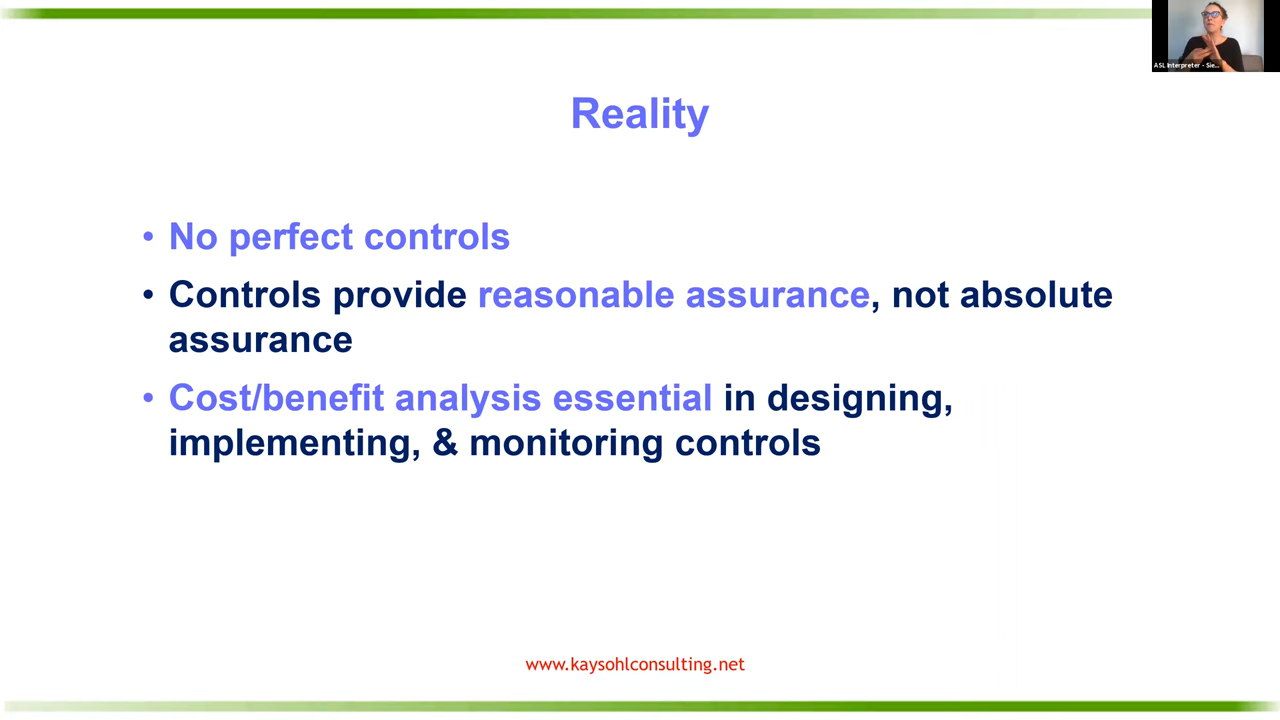 ASL Interpreter - Sie...
Reality
• No perfect controls
• Controls provide reasonable assurance, not absolute
assurance
• Cost/benefit analysis essential in designing,
implementing, & monitoring controls
www.kaysohlconsulting.net